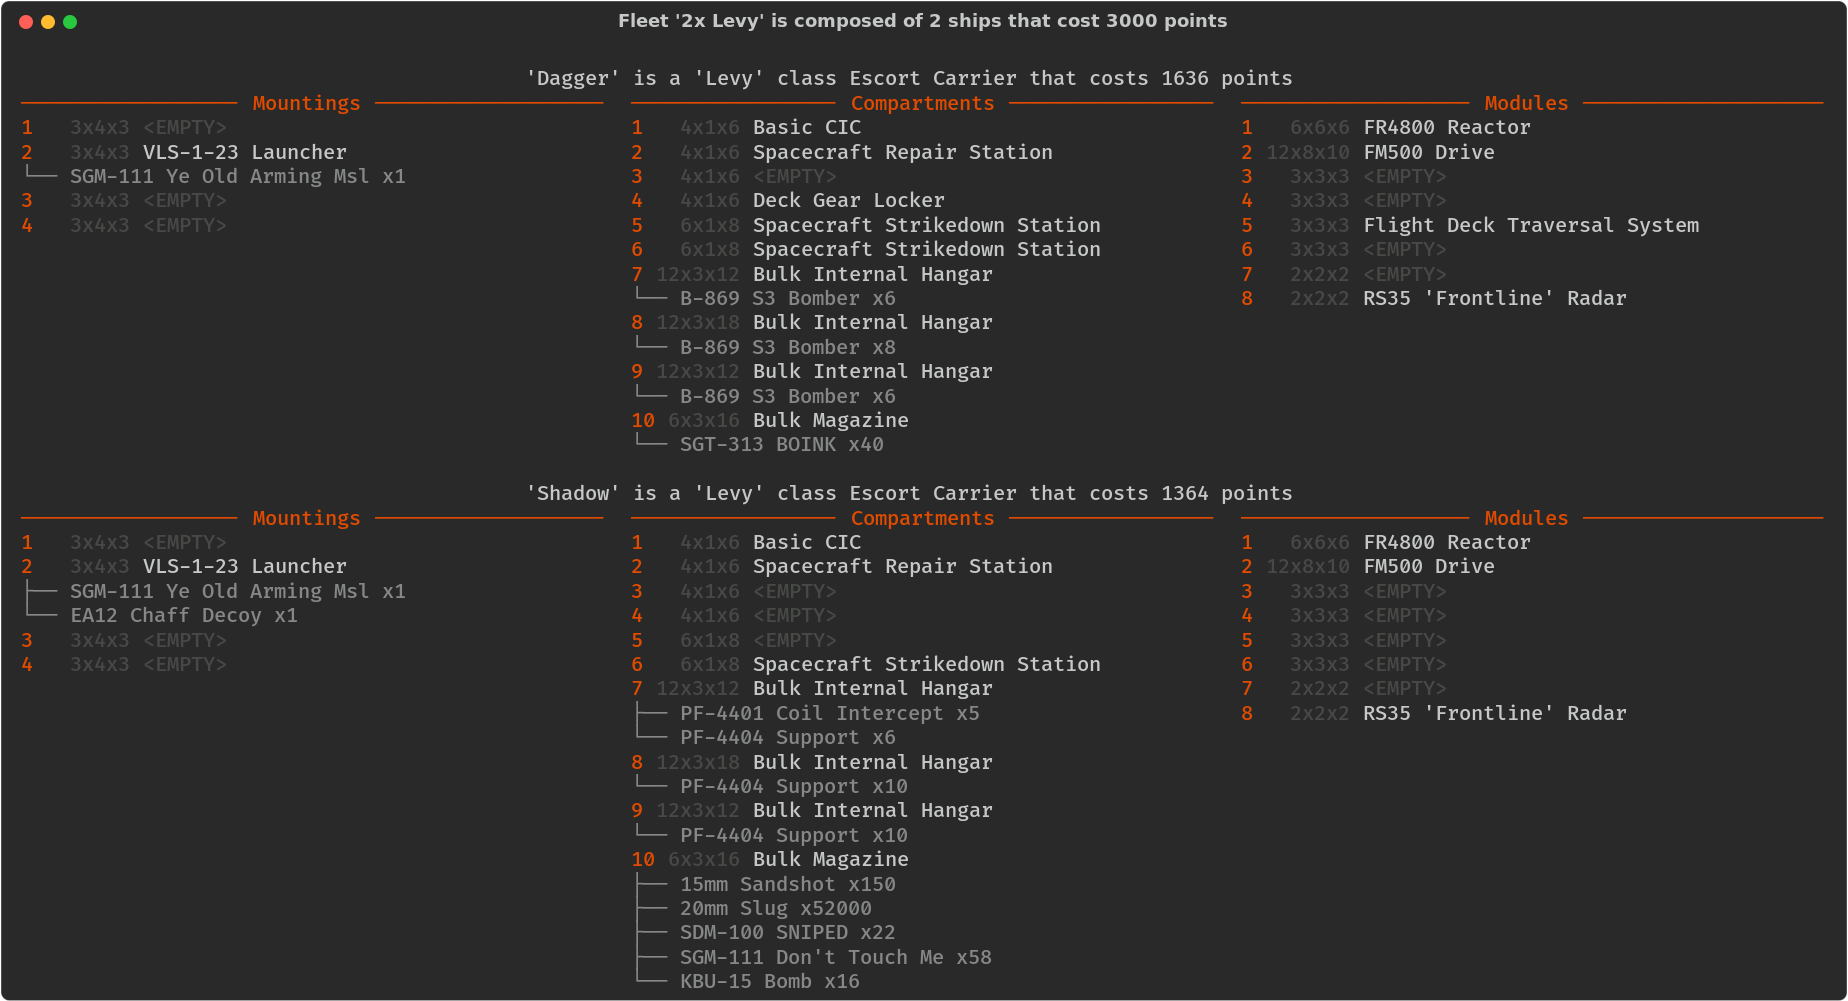 Fleet '2x Levy' is composed of 2 ships that cost 3000 points
'Dagger' is a 'Levy' class Escort Carrier that costs 1636 points
Mountings
1 3x4x3 <EMPTY>
2 3x4x3 VLS-1-23 Launcher
SGM-111 Ye Old Arming Msl x1
3 3x4x3 <EMPTY>
4 3x4x3 <EMPTY>
Compartments
1 4x1x6 Basic CIC
2 4x1x6 Spacecraft Repair Station
3 4x1x6 <EMPTY>
4 4x1x6 Deck Gear Locker
5 6x1x8 Spacecraft Strikedown Station
6 6x1x8 Spacecraft Strikedown Station
7 12x3x12 Bulk Internal Hangar
B-869 S3 Bomber x6
8 12x3x18 Bulk Internal Hangar
B-869 S3 Bomber x8
9 12x3x12 Bulk Internal Hangar
B-869 S3 Bomber x6
10 6x3x16 Bulk Magazine
SGT-313 BOINK x40
Modules
1 6x6x6 FR4800 Reactor
2 12x8x10 FM500 Drive
3 3x3x3 <EMPTY>
4 3x3x3 <EMPTY>
5 3x3x3 Flight Deck Traversal System
6 3x3x3 <EMPTY>
7 2x2x2 <EMPTY>
8 2x2x2 RS35 'Frontline' Radar
'Shadow' is a 'Levy' class Escort Carrier that costs 1364 points
Mountings
1 3x4x3 <EMPTY>
2 3x4x3 VLS-1-23 Launcher
SGM-111 Ye Old Arming Msl x1
EA12 Chaff Decoy x1
3 3x4x3 <EMPTY>
4 3x4x3 <EMPTY>
Compartments
1 4x1x6 Basic CIC
2 4x1x6 Spacecraft Repair Station
3 4x1x6 <EMPTY>
4 4x1x6 <EMPTY>
5 6x1x8 <EMPTY>
6 6x1x8 Spacecraft Strikedown Station
7 12x3x12 Bulk Internal Hangar
PF-4401 Coil Intercept x5
PF-4404 Support x6
8 12x3x18 Bulk Internal Hangar
PF-4404 Support x10
9 12x3x12 Bulk Internal Hangar
PF-4404 Support x10
10 6x3x16 Bulk Magazine
15mm Sandshot x150
20mm Slug x52000
SDM-100 SNIPED x22
SGM-111 Don't Touch Me x58
KBU-15 Bomb x16
Modules
1 6x6x6 FR4800 Reactor
2 12x8x10 FM500 Drive
3 3x3x3 <EMPTY>
4 3x3x3 <EMPTY>
5 3x3x3 <EMPTY>
6 3x3x3 <EMPTY>
7 2x2x2 <EMPTY>
8 2x2x2 RS35 'Frontline' Radar